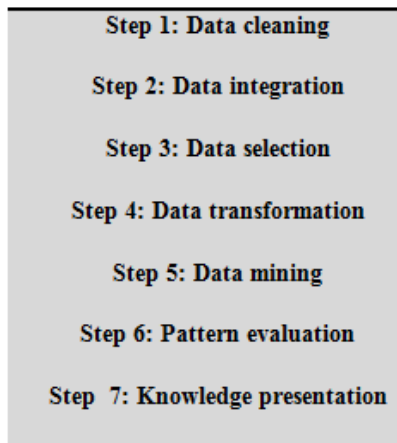 Step 1: Data cleaning
Step 2: Data integration
Step 3: Data selection
Step 4: Data transformation
Step 5: Data mining
Step 6: Pattern evaluation
Step  7: Knowledge presentation